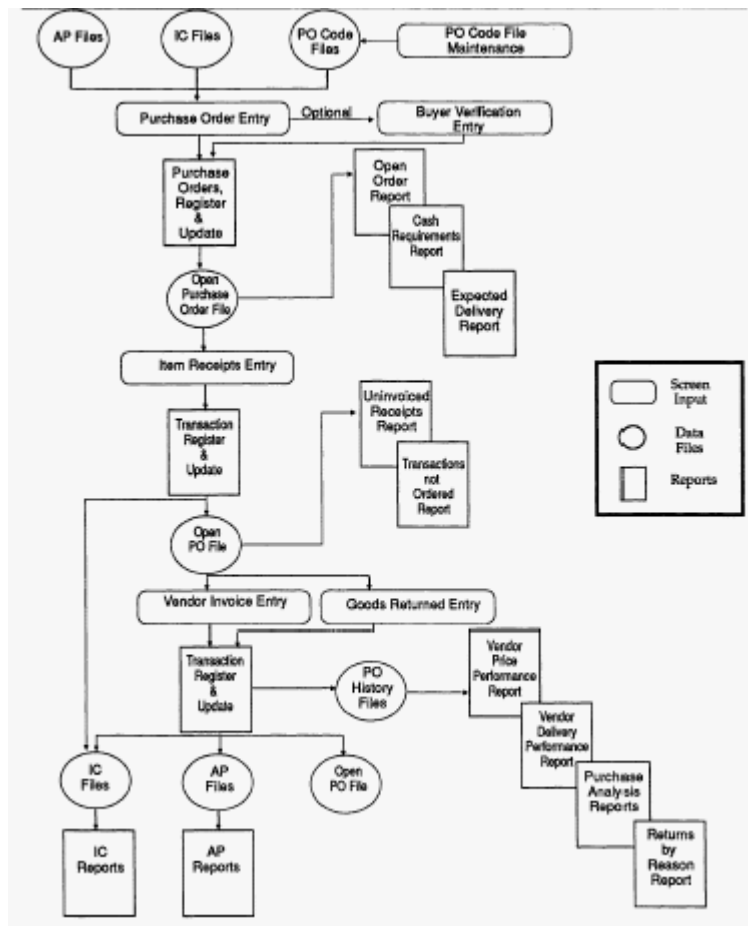 AP Files
IC Files
PO Code
Files
PO Code File
Maintenance
Purchase Order Entry
Optional
Buyer Verification
Entry
Purchase
Orders,
Register
&
Update
Open
Order
Report
Cash
Requirements
Report
Expected
Delivery
Report
Open
Purchase
Order File
Item Receipts Entry
Screen
Input
Data
Files
Reports
Transaction
Register
&
Update
Uninvoiced
Receipts
Report
Transactions
not
Ordered
Report
Open
PO File
Vendor Invoice Entry
Goods Returned Entry
Transaction
Register
&
Update
PO
History
Files
Vendor
Price
Performance
Report
Vendor
Delivery
Performance
Report
Purchase
Analysis
Reports
Returns
by
Reason
Report
IC
Files
AP
Files
Open
PO File
IC
Reports
AP
Reports